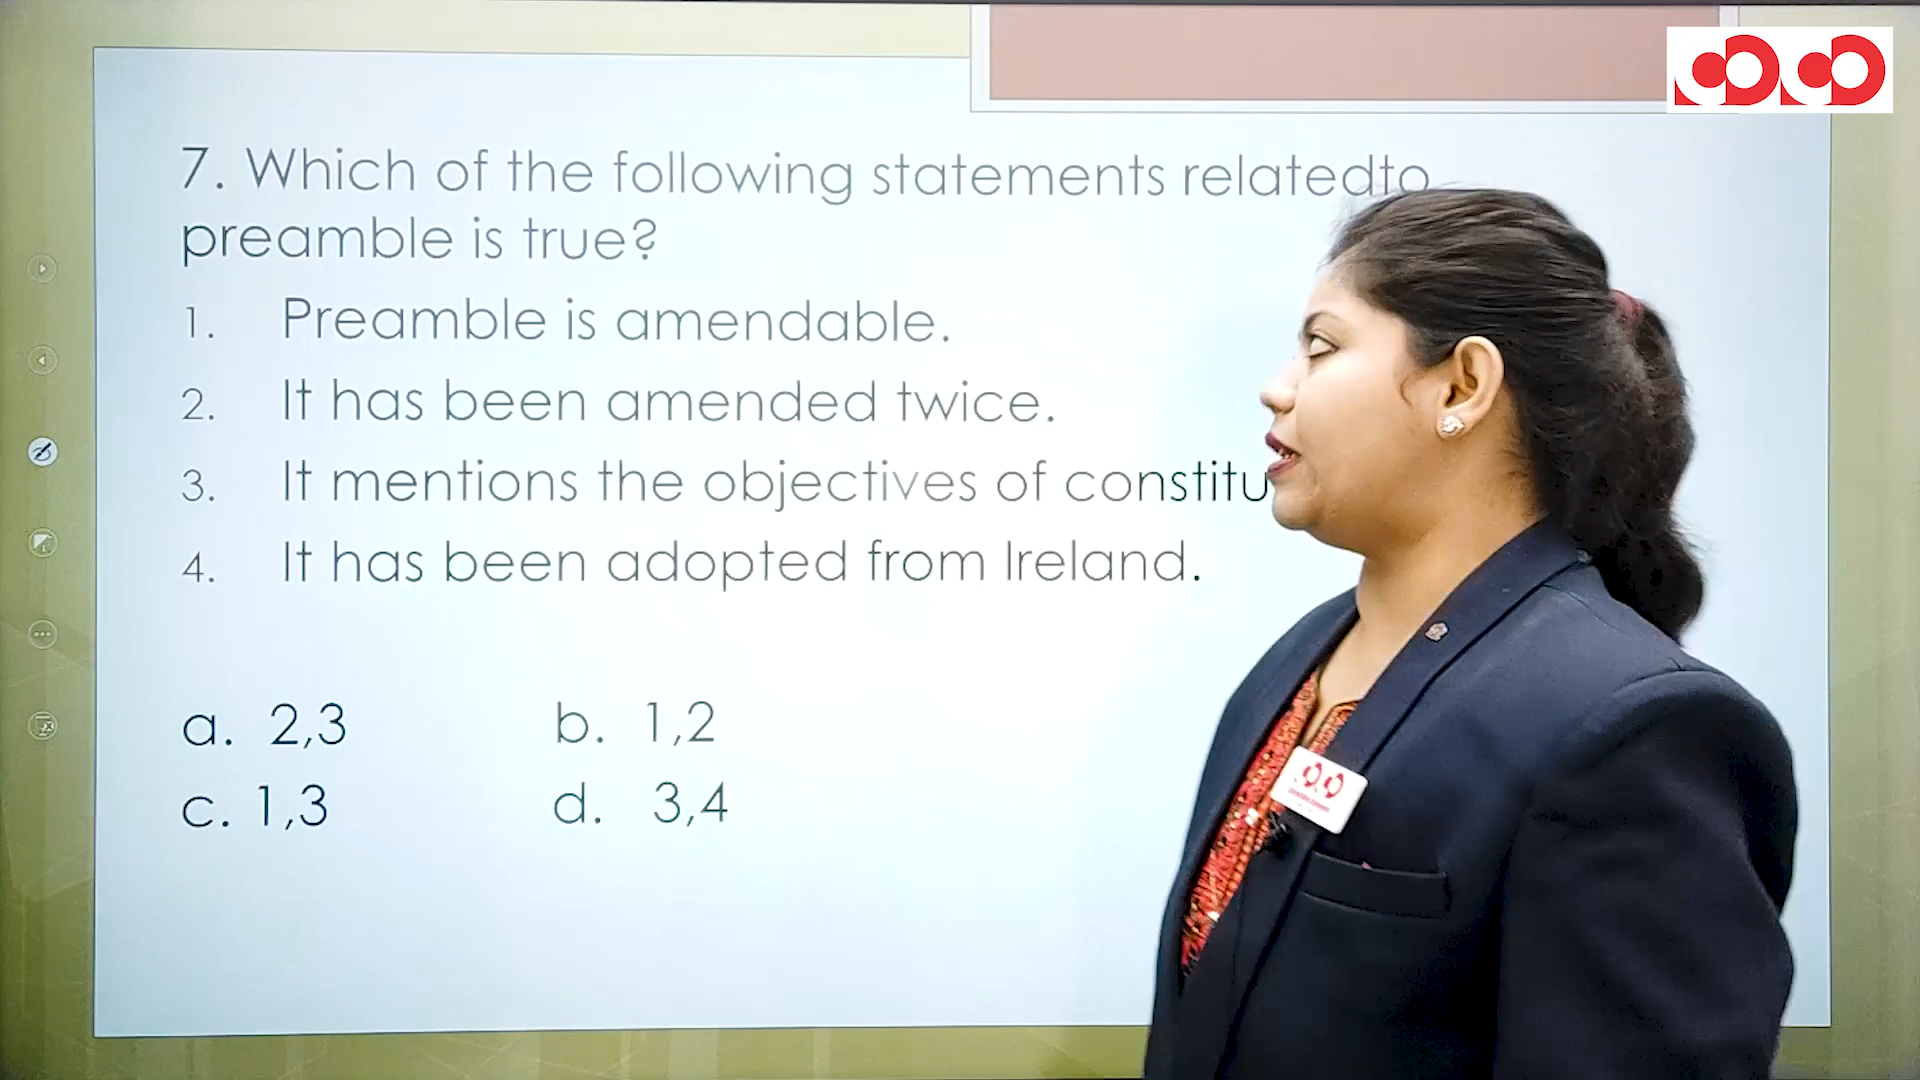 7. Which of the following statements relatedto
preamble is true?
1. Preamble is amendable.
2. It has been amended twice.
3. It mentions the objectives of
4. It has been adopted from Ireland.
a. 2,3 b. 1,2
c. 1,3 d. 3,4